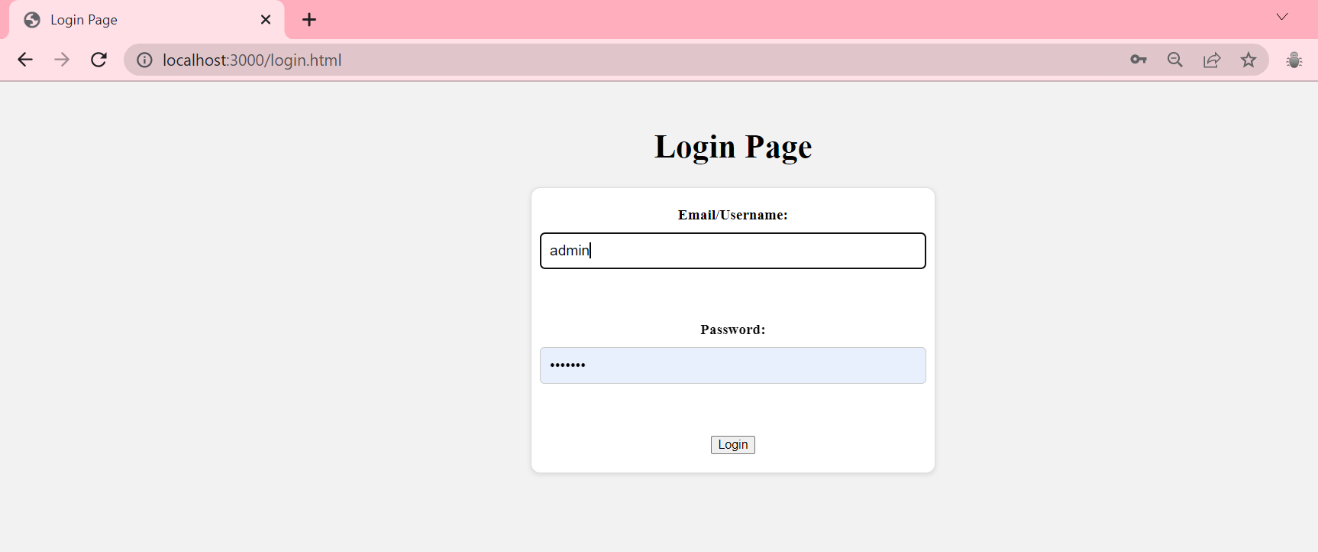 Login Page
localhost:3000/login.html
Login Page
Email/Username:
admin
Password:
•••••••
Login